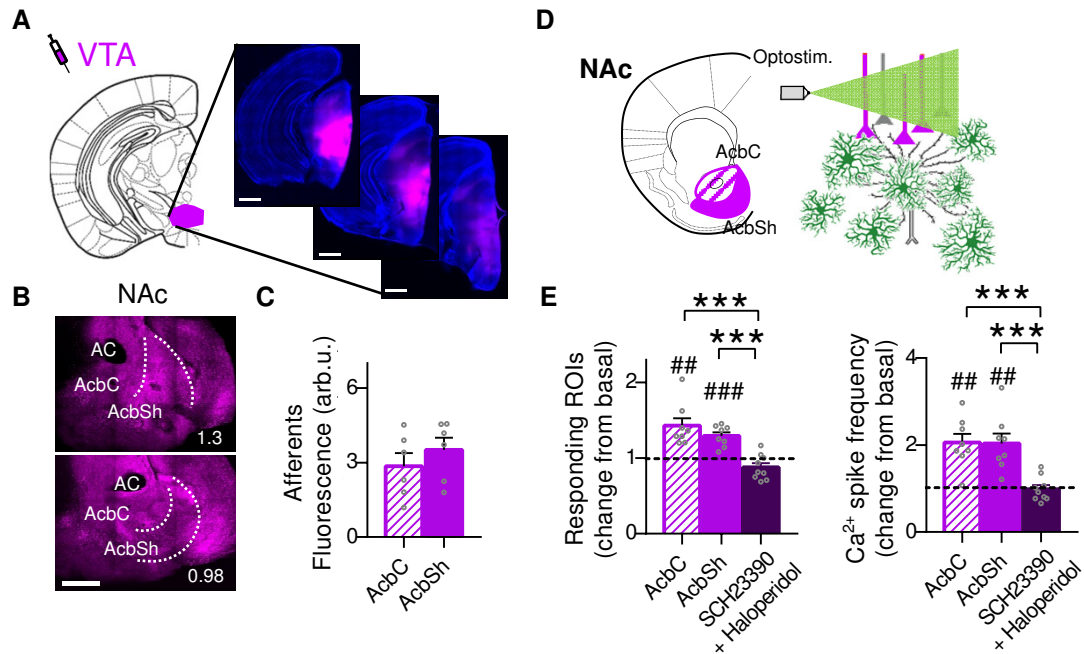 A
VTA
B
NAc
AC
AcbC
AcbSh
1.3
AC
AcbC
AcbSh
0.98
C
Afferents
Fluorescence (arb.u.)
6
3
0
AcbC
AcbSh
D
NAc
Optostim.
AcbC
AcbSh
E
Responding ROIs
(change from basal)
2
1
0
***
***
##
###
AcbC
AcbSh
SCH23390
+ Haloperidol
Ca²⁺ spike frequency
(change from basal)
4
2
0
***
***
##
##
AcbC
AcbSh
SCH23390
+ Haloperidol